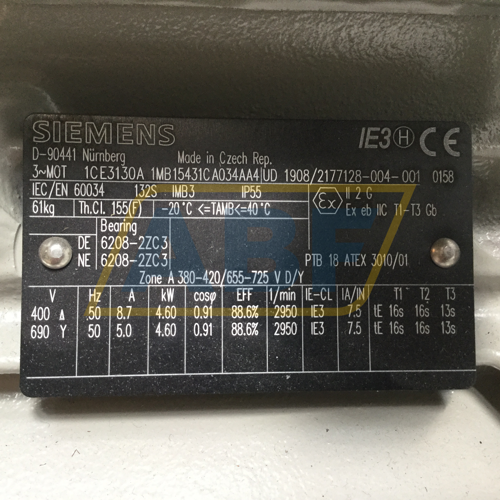 SIEMENS IE3 H CE
D-90441 Nürnberg Made in Czech Rep.
3~MOT 1CE3130A 1MB15431CA034AA4 UD 1908/2177128-004-001 0158
IEC/EN 60034 132S IMB3 IP55 Ex II 2 G
61kg Th.Cl. 155(F) -20°C <=TAMB<=40°C Ex eb IIC T1-T3 Gb
Bearing
DE 6208-2ZC3
NE 6208-2ZC3 PTB 18 ATEX 3010/01
Zone A 380-420/655-725 V D/Y
V Hz A kW cosφ EFF 1/min IE-CL IA/IN T1 T2 T3
400 Δ 50 8.7 4.60 0.91 88.6% 2950 IE3 7.5 tE 16s 16s 13s
690 Y 50 5.0 4.60 0.91 88.6% 2950 IE3 7.5 tE 16s 16s 13s
ABF